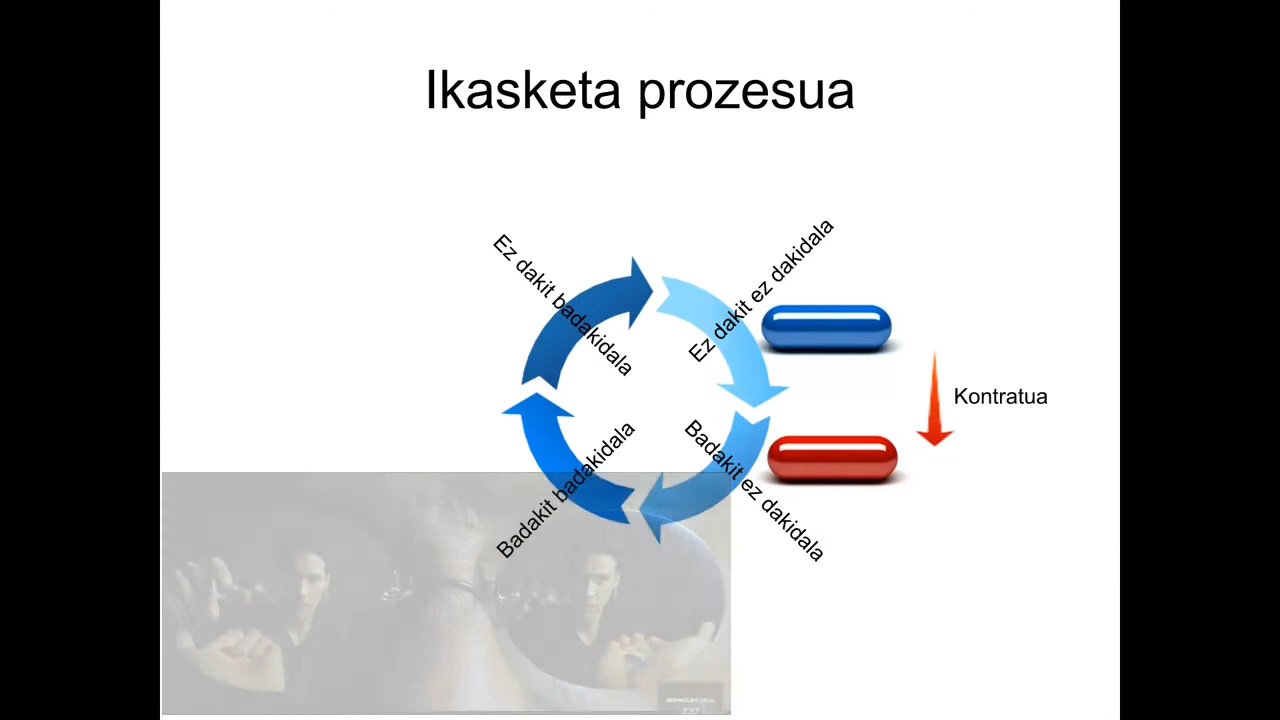 Ikasketa prozesua
Ez dakit badakidala
Ez dakit ez dakidala
Kontratua
Badakit badakidala
Badakit ez dakidala